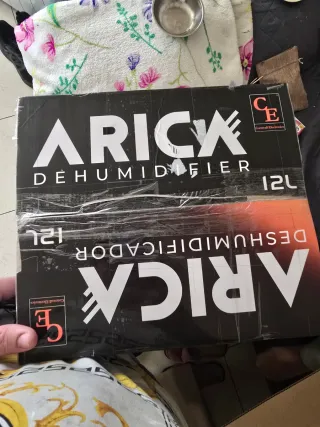 CE
ARICA
DEHUMIDIFIER
12L
12L
DESHUMIDIFICADOR
ARICA
CE